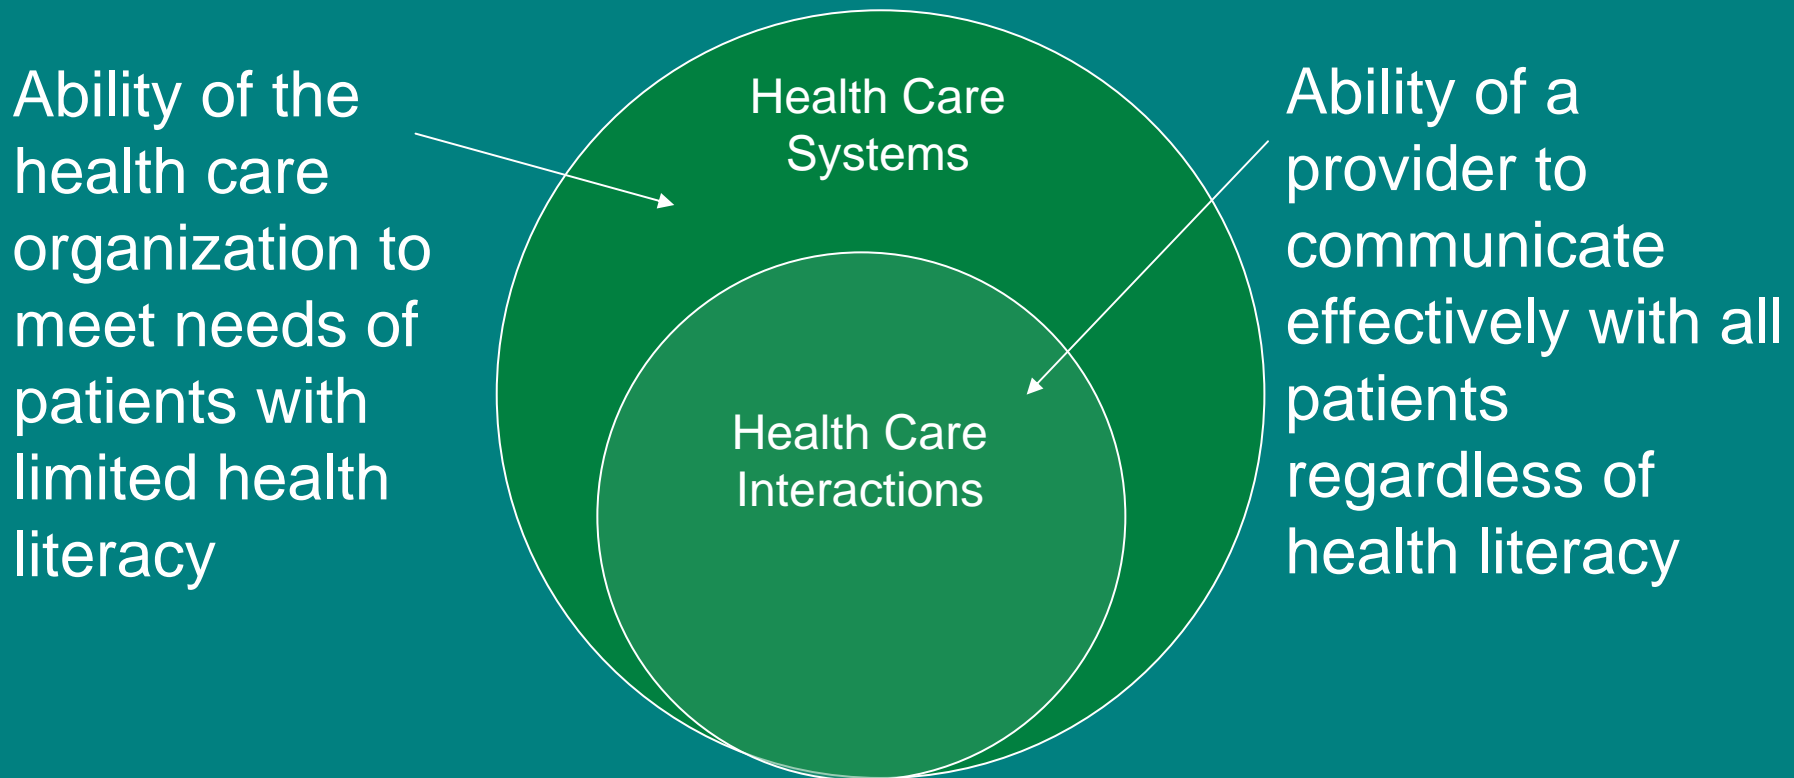 Ability of the
health care
organization to
meet needs of
patients with
limited health
literacy
Health Care
Systems
Health Care
Interactions
Ability of a
provider to
communicate
effectively with all
patients
regardless of
health literacy